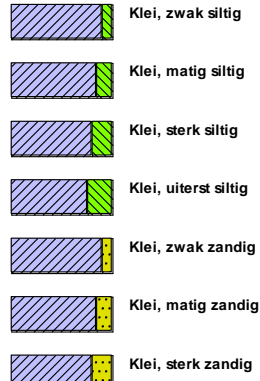 Klei, zwak siltig
Klei, matig siltig
Klei, sterk siltig
Klei, uiterst siltig
Klei, zwak zandig
Klei, matig zandig
Klei, sterk zandig